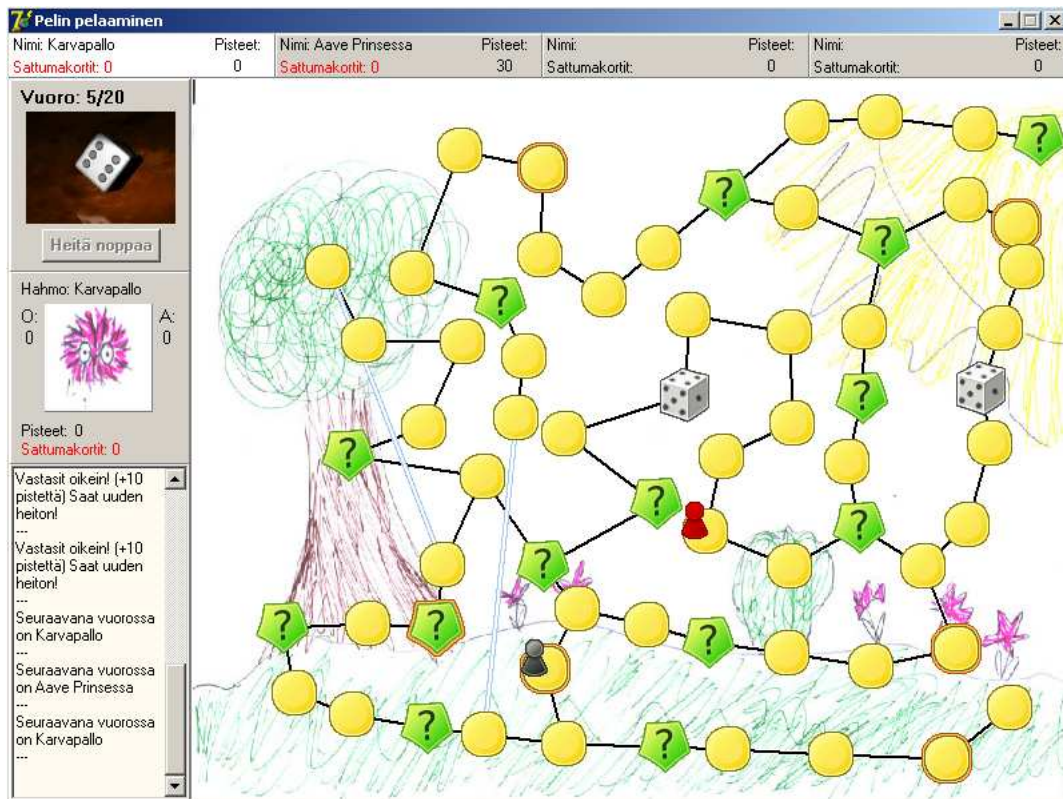 Pelin pelaaminen
Nimi: Karvapallo Pisteet: Nimi: Aave Prinsessa Pisteet: Nimi: Pisteet: Nimi: Pisteet:
Sattumakortit: 0 0 Sattumakortit: 0 30 Sattumakortit: 0 Sattumakortit: 0
Vuoro: 5/20
Heitä noppaa
Hahmo: Karvapallo
O: A:
0 0
Pisteet: 0
Sattumakortit: 0
Vastasit oikein! (+10
pistettä) Saat uuden
heiton!
---
Vastasit oikein! (+10
pistettä) Saat uuden
heiton!
---
Seuraavana vuorossa
on Karvapallo
---
Seuraavana vuorossa
on Aave Prinsessa
---
Seuraavana vuorossa
on Karvapallo
---
? ? ? ? ? ? ? ? ? ? ? ? ? ?